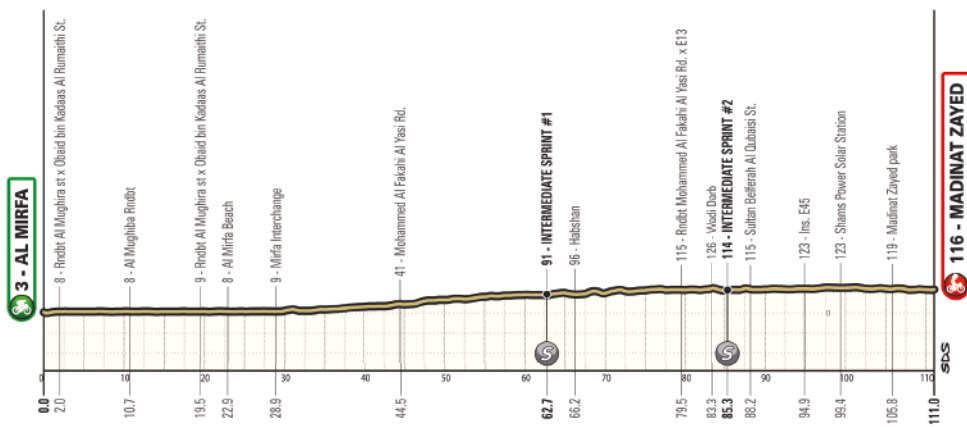 3 - AL MIRFA
8 - Rndbt Al Mughira st x Obaid bin Kadaas Al Rumaithi St.
8 - Al Mughiba Rndbt
9 - Rndbt Al Mughira st x Obaid bin Kadaas Al Rumaithi St.
8 - Al Mirfa Beach
9 - Mirfa Interchange
41 - Mohammed Al Fakahi Al Yasi Rd.
91 - INTERMEDIATE SPRINT #1
96 - Habshan
115 - Rndbt Mohammed Al Fakahi Al Yasi Rd. x E13
126 - Wadi Darb
114 - INTERMEDIATE SPRINT #2
115 - Sultan Belferah Al Qubaisi St.
123 - Ins. E45
123 - Shams Power Solar Station
119 - Madinat Zayed park
116 - MADINAT ZAYED
S
S
SDS
0
10
20
30
40
50
60
70
80
90
100
110
0.0
2.0
10.7
19.5
22.9
28.9
44.5
62.7
66.2
79.5
83.3
85.3
88.2
94.9
99.4
105.8
111.0